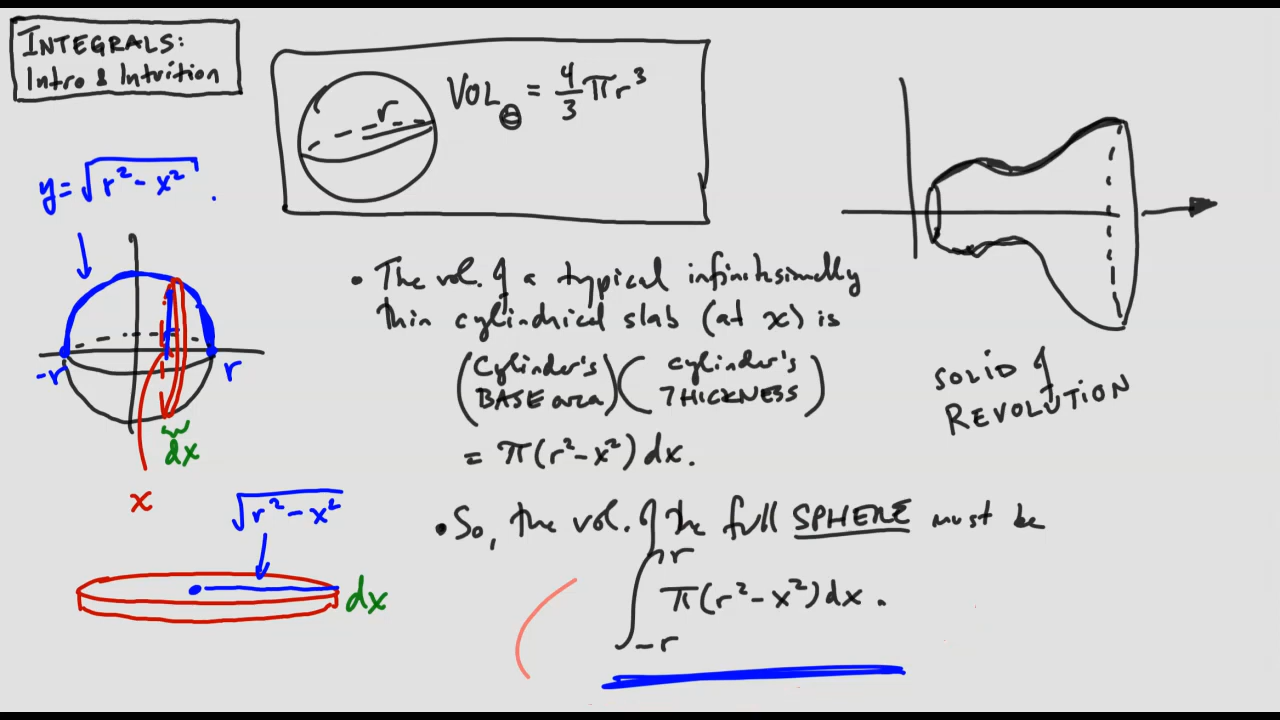 INTEGRALS:
Intro & Intuition
r
VOL = 4/3 πr³
y = √(r² - x²).
-r
r
dx
x
√(r² - x²)
dx
• The vol. of a typical infinitesimally
thin cylindrical slab (at x) is
(Cylinder's BASE area)(cylinder's THICKNESS)
= π(r² - x²) dx.
• So, the vol. of the full SPHERE must be
∫_{-r}^{r} π(r² - x²) dx.
SOLID of
REVOLUTION